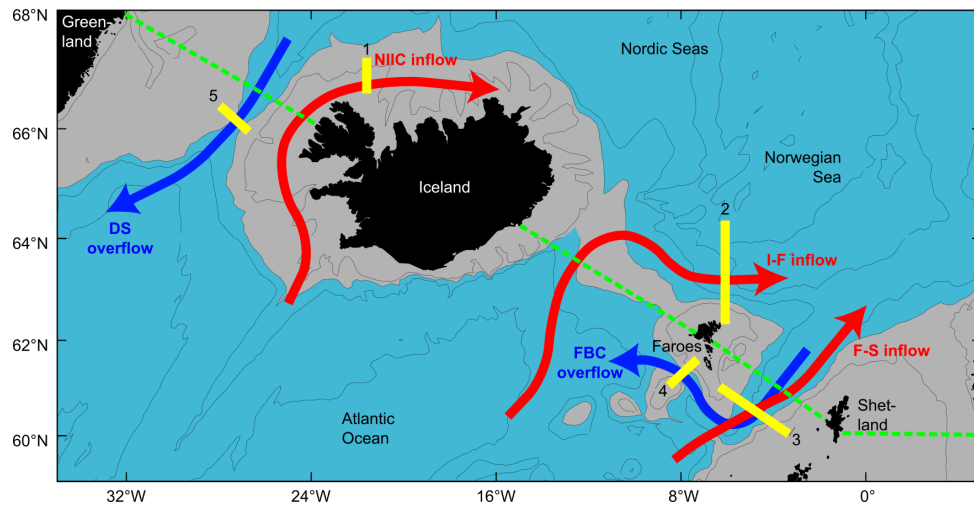 68°N
Green-
land
1
NIIC inflow
Nordic Seas
5
66°N
Iceland
Norwegian
Sea
2
DS
overflow
64°N
I-F inflow
62°N
FBC
overflow
Faroes
F-S inflow
4
Atlantic
Ocean
Shet-
land
3
60°N
32°W
24°W
16°W
8°W
0°